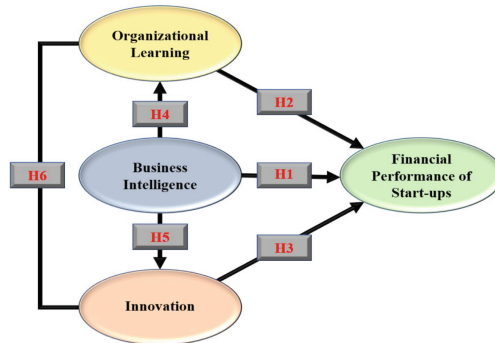 Organizational
Learning
H4
H2
H6
Business
Intelligence
H1
Financial
Performance of
Start-ups
H5
H3
Innovation